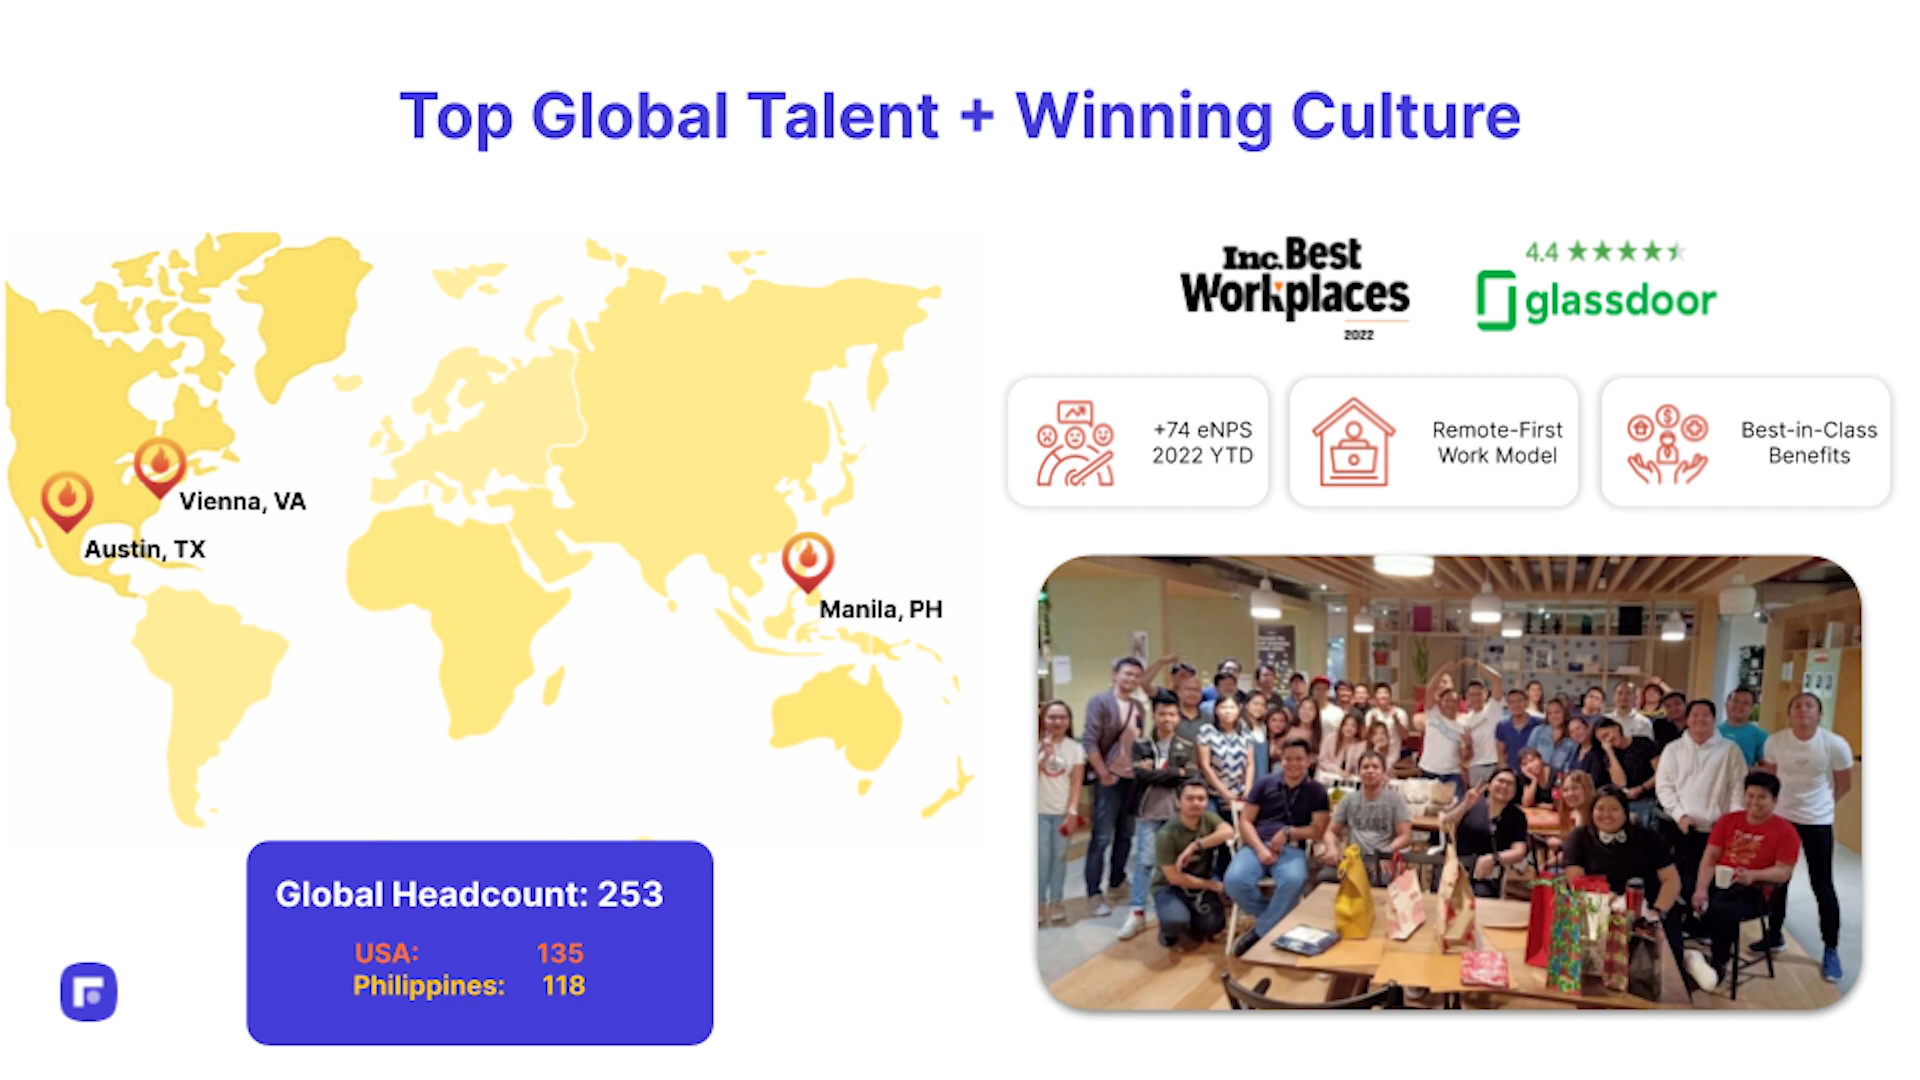 Top Global Talent + Winning Culture
Vienna, VA
Austin, TX
Manila, PH
Global Headcount: 253
USA: 135
Philippines: 118
Inc. Best
Workplaces
2022
4.4
glassdoor
+74 eNPS
2022 YTD
Remote-First
Work Model
Best-in-Class
Benefits